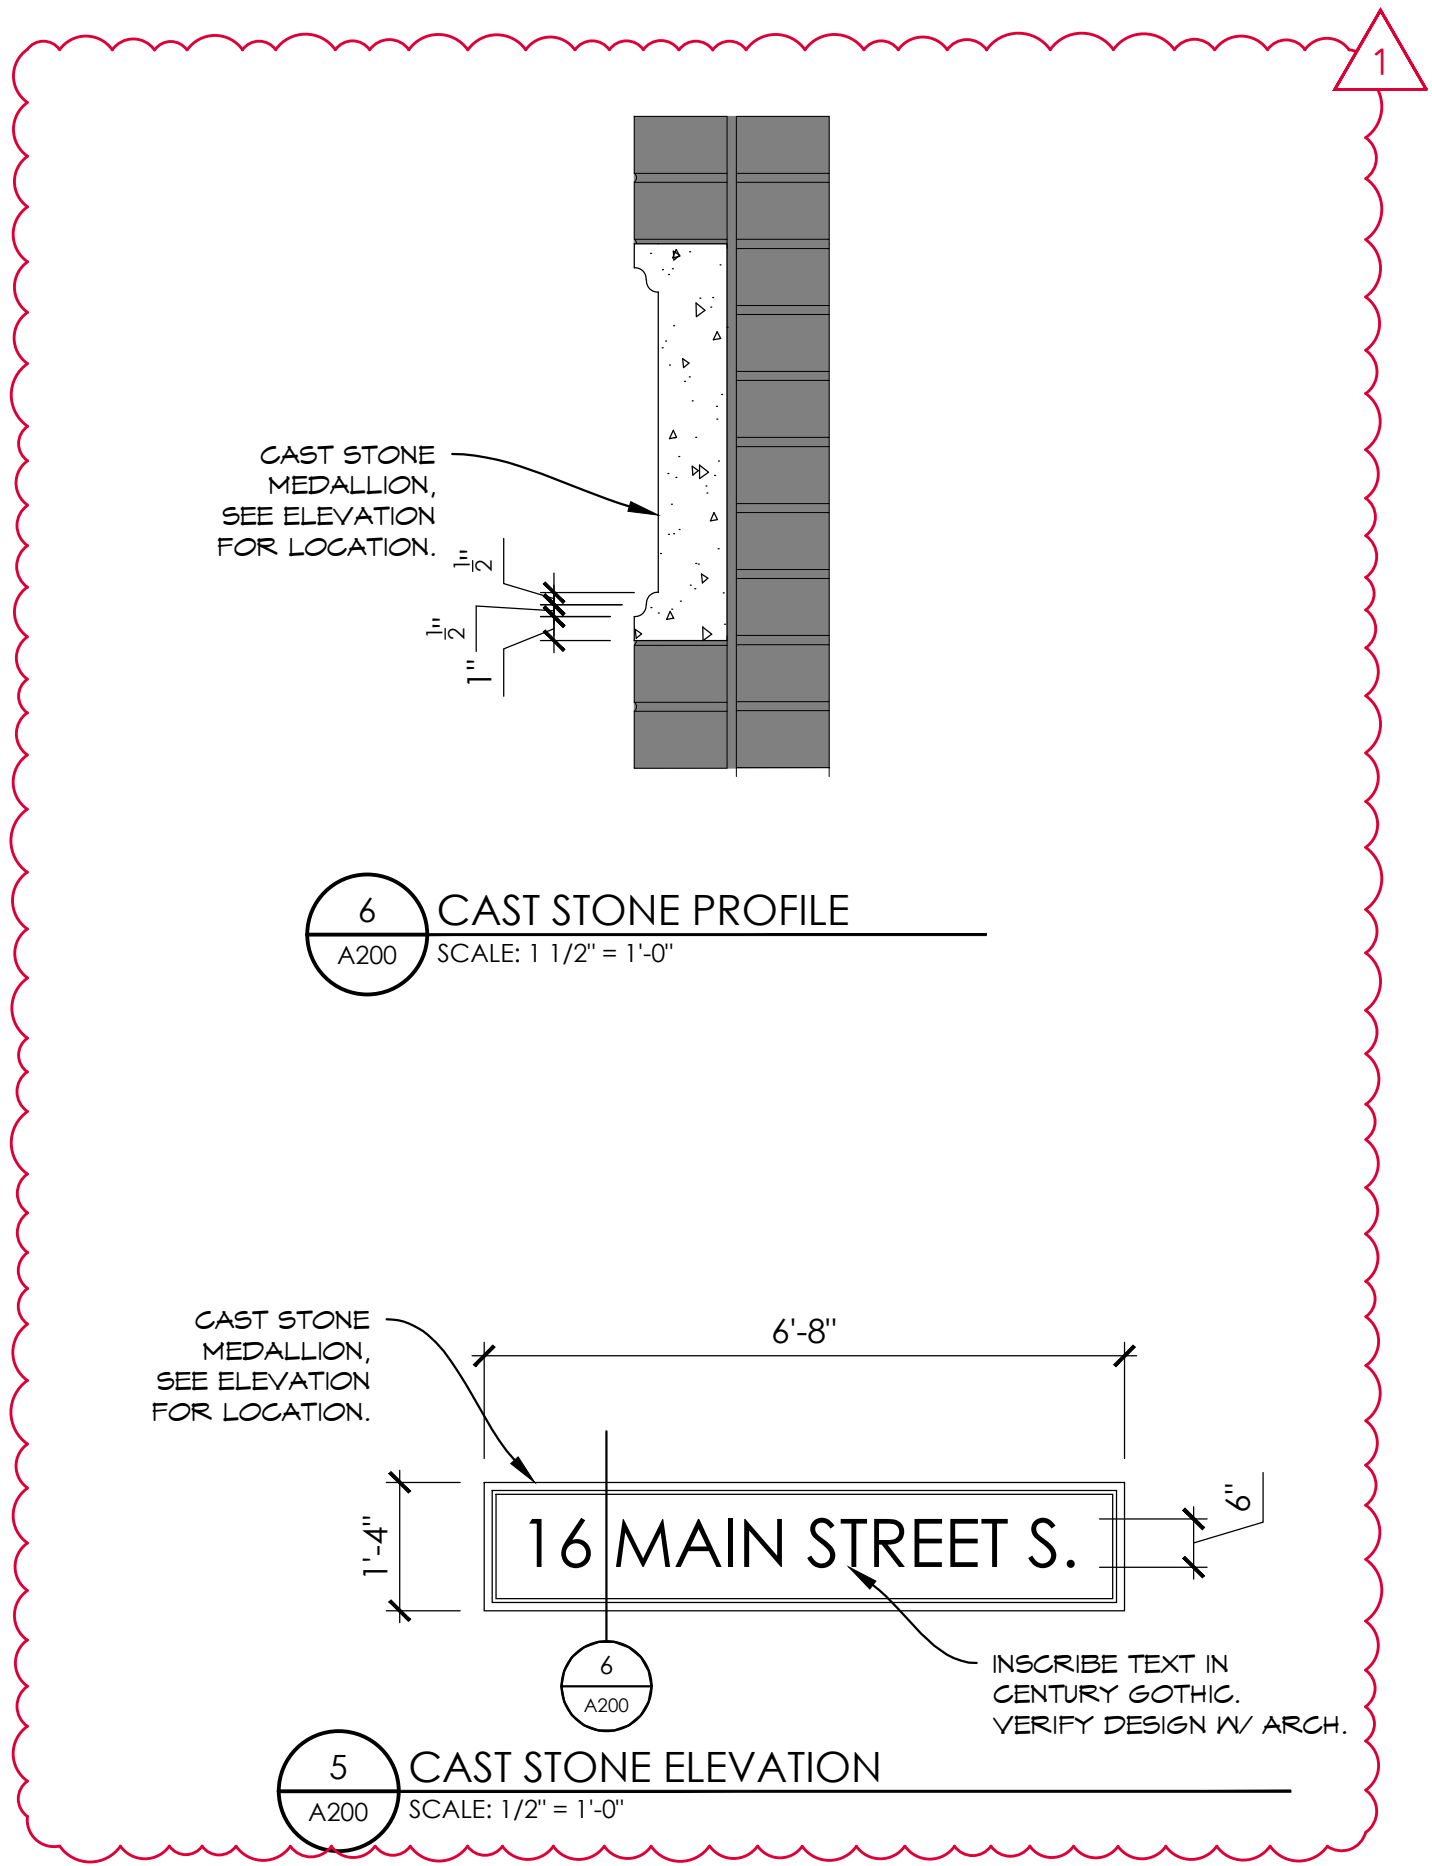 1
CAST STONE
MEDALLION,
SEE ELEVATION
FOR LOCATION.
1"
2
1"
2
1"
6
A200
CAST STONE PROFILE
SCALE: 1 1/2" = 1'-0"
CAST STONE
MEDALLION,
SEE ELEVATION
FOR LOCATION.
6'-8"
1'-4"
16 MAIN STREET S.
6"
6
A200
INSCRIBE TEXT IN
CENTURY GOTHIC.
VERIFY DESIGN W/ ARCH.
5
A200
CAST STONE ELEVATION
SCALE: 1/2" = 1'-0"